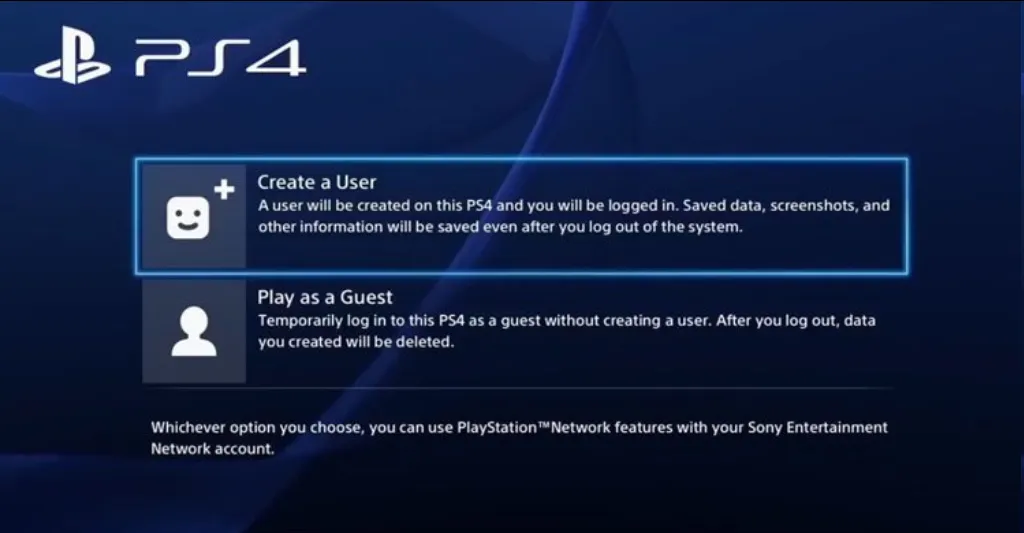 PS4
Create a User
A user will be created on this PS4 and you will be logged in. Saved data, screenshots, and
other information will be saved even after you log out of the system.
Play as a Guest
Temporarily log in to this PS4 as a guest without creating a user. After you log out, data
you created will be deleted.
Whichever option you choose, you can use PlayStation™Network features with your Sony Entertainment
Network account.